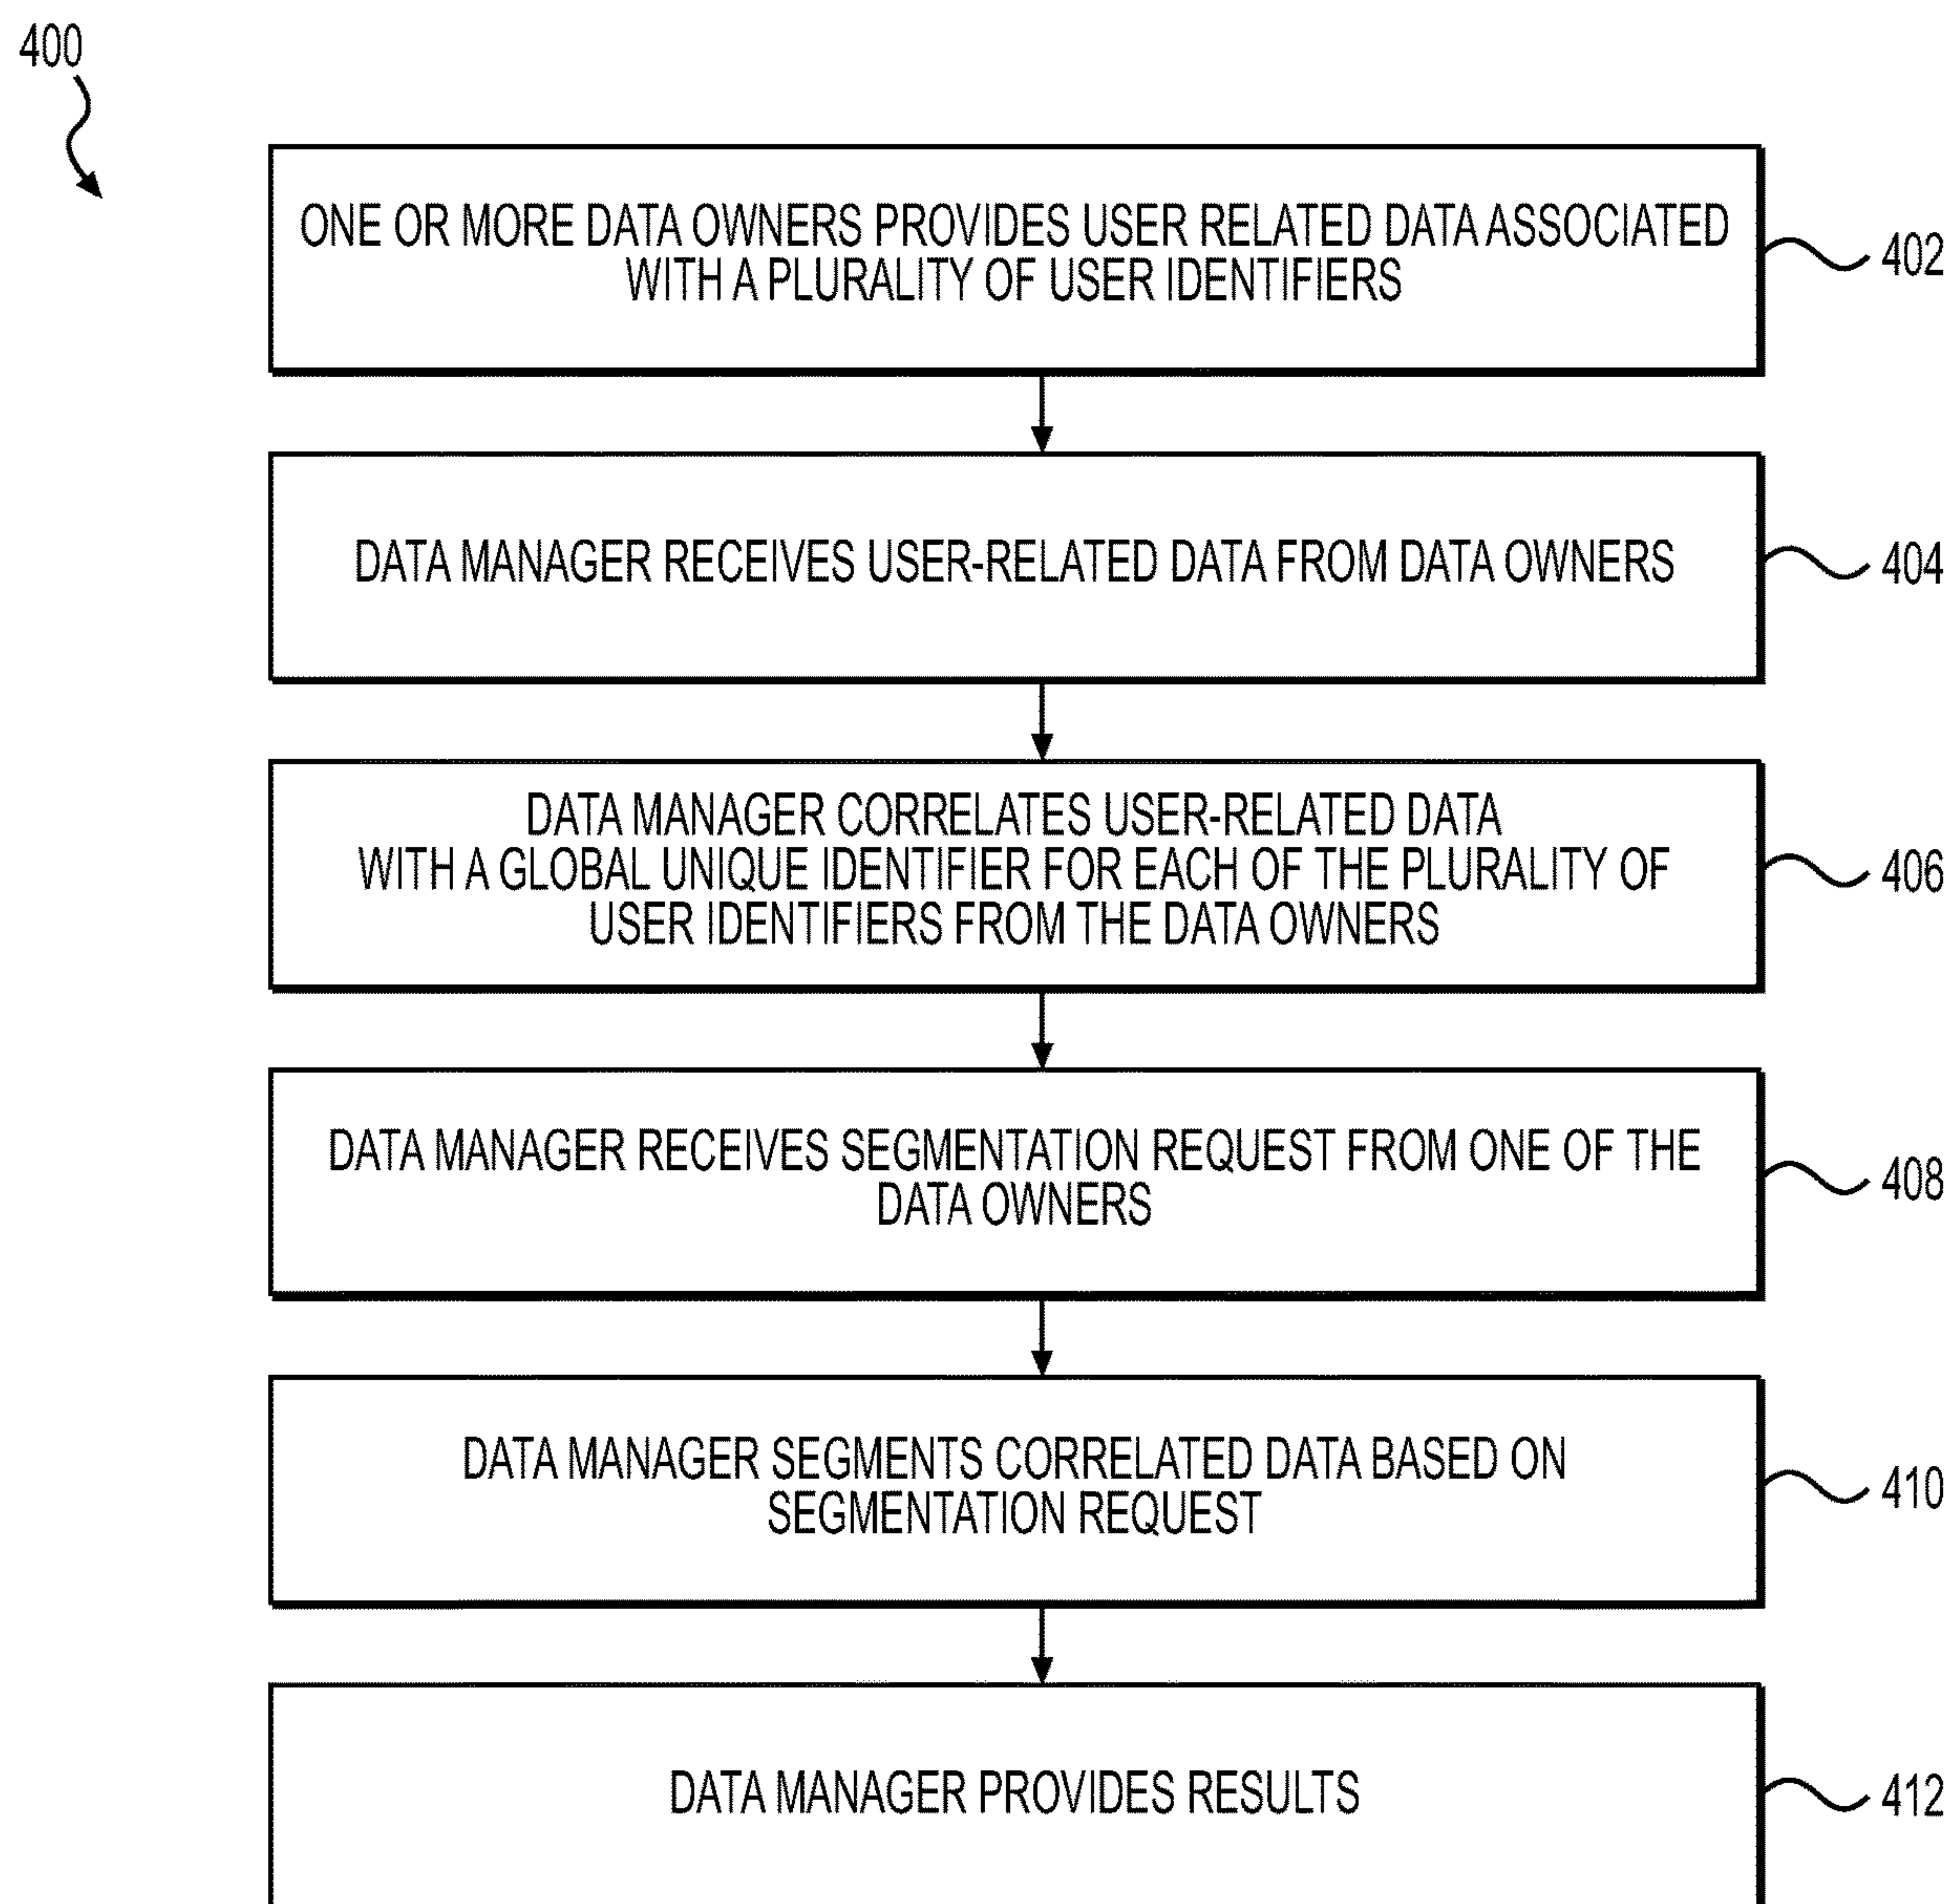 400
ONE OR MORE DATA OWNERS PROVIDES USER RELATED DATA ASSOCIATED
WITH A PLURALITY OF USER IDENTIFIERS
402
DATA MANAGER RECEIVES USER-RELATED DATA FROM DATA OWNERS
404
DATA MANAGER CORRELATES USER-RELATED DATA
WITH A GLOBAL UNIQUE IDENTIFIER FOR EACH OF THE PLURALITY OF
USER IDENTIFIERS FROM THE DATA OWNERS
406
DATA MANAGER RECEIVES SEGMENTATION REQUEST FROM ONE OF THE
DATA OWNERS
408
DATA MANAGER SEGMENTS CORRELATED DATA BASED ON
SEGMENTATION REQUEST
410
DATA MANAGER PROVIDES RESULTS
412